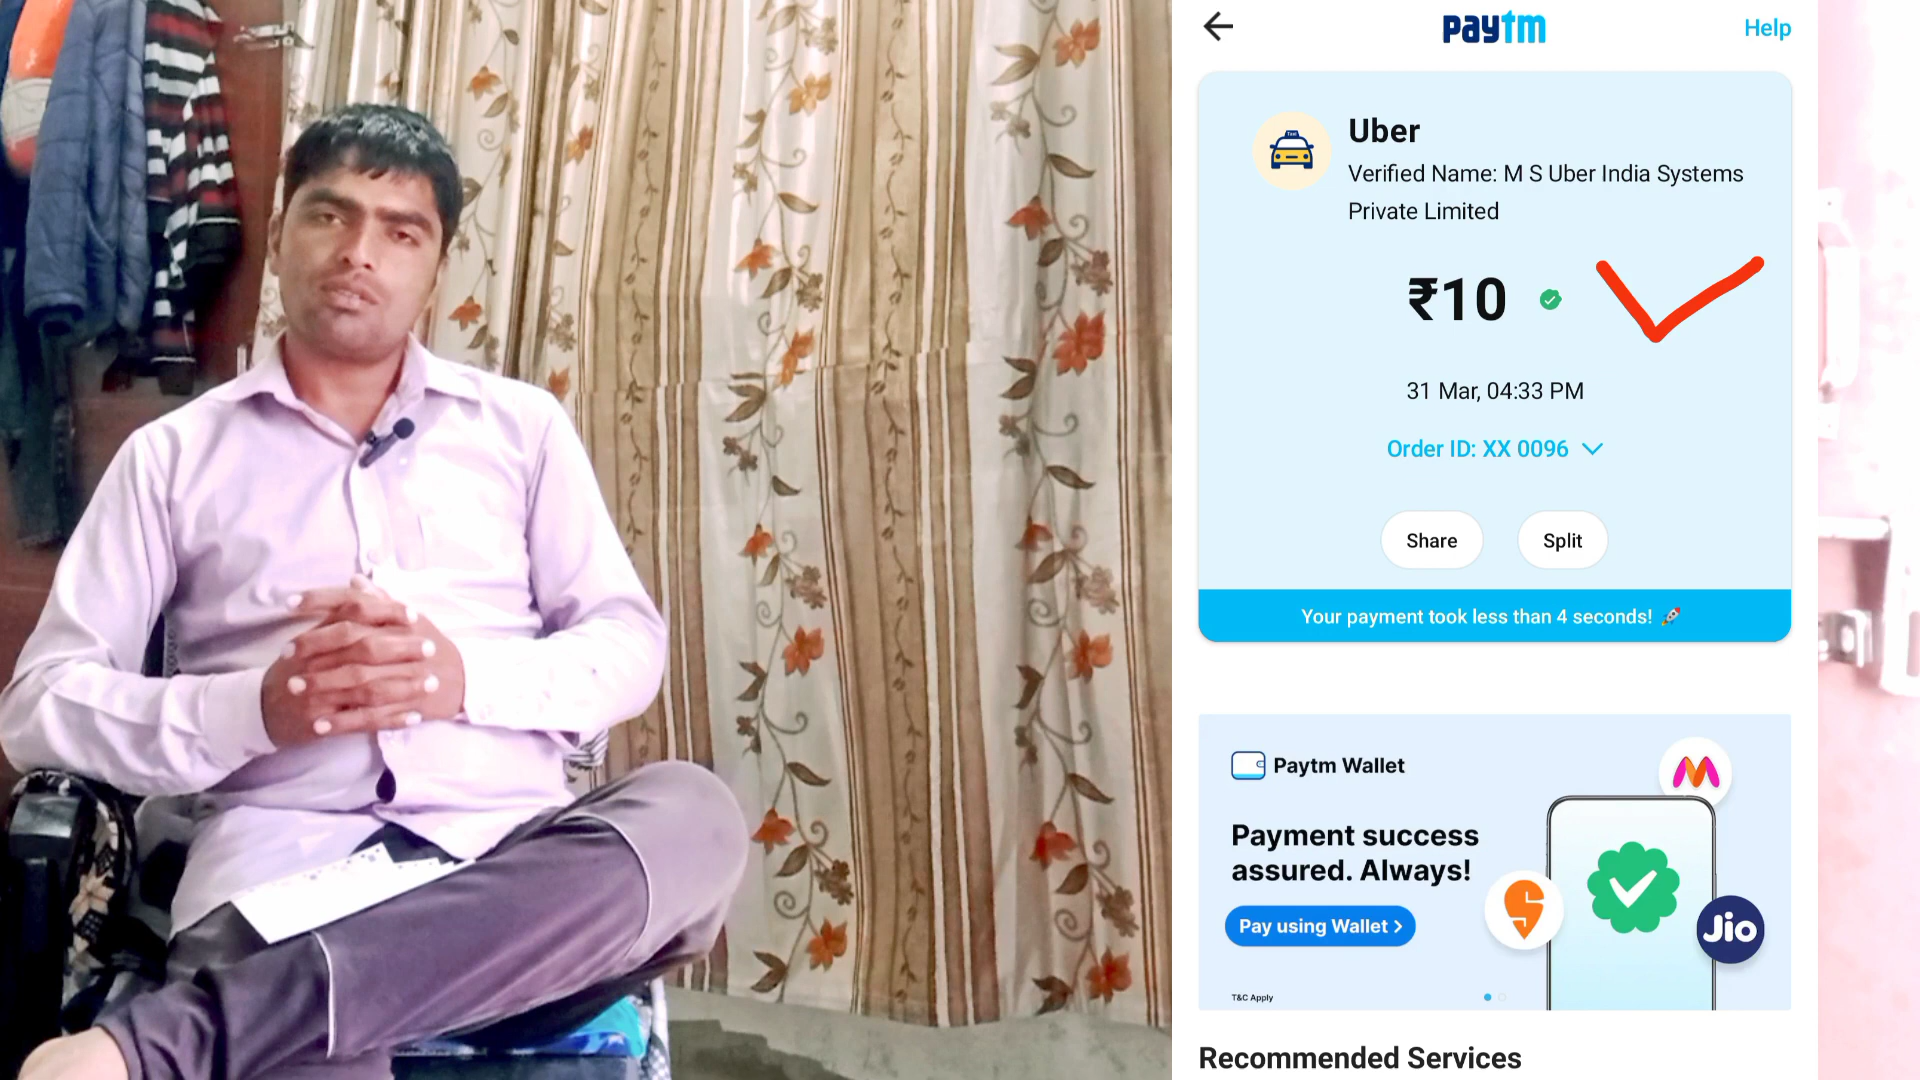 paytm
Help
Taxi
Uber
Verified Name: M S Uber India Systems
Private Limited
₹10
31 Mar, 04:33 PM
Order ID: XX 0096
Share
Split
Your payment took less than 4 seconds! 🚀
Paytm Wallet
Payment success
assured. Always!
Pay using Wallet >
Jio
T&C Apply
Recommended Services